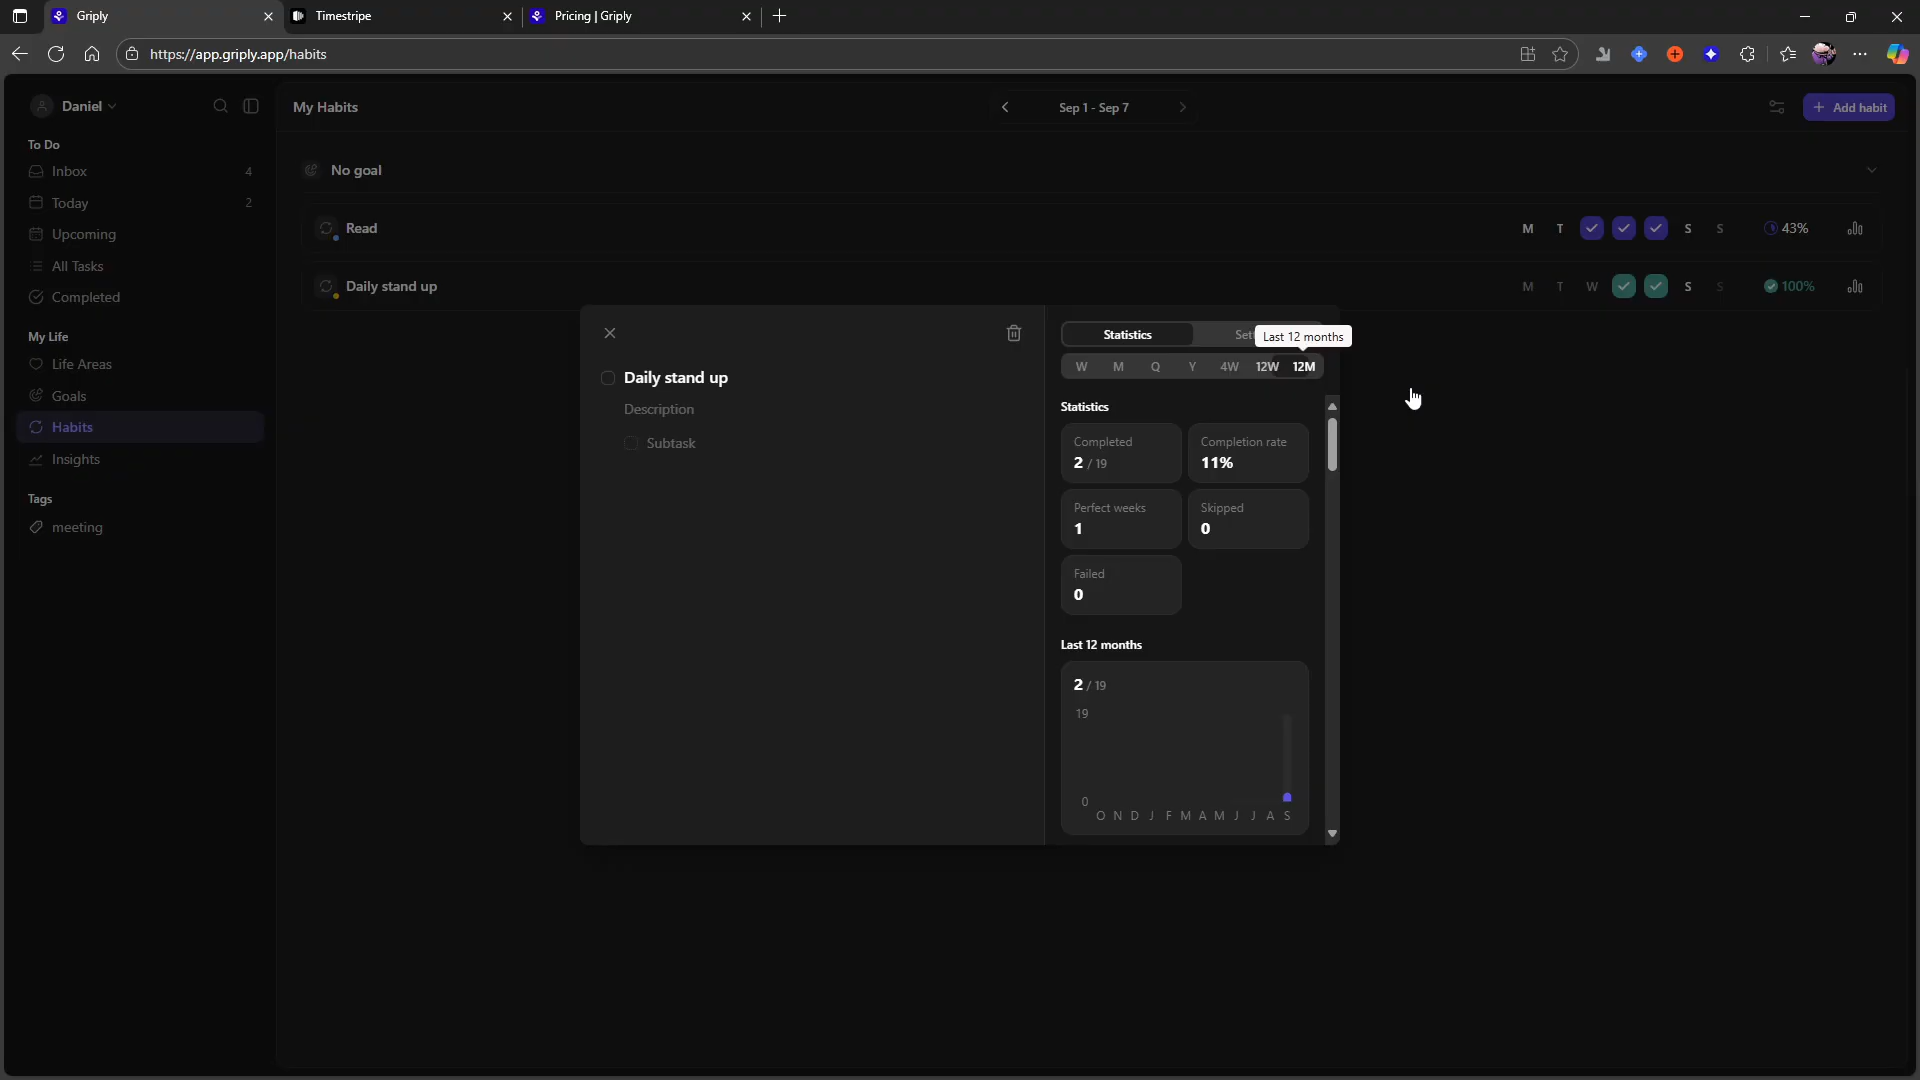 Griply
Timestripe
Pricing | Griply
https://app.griply.app/habits
Daniel
My Habits
Sep 1 - Sep 7
Add habit
To Do
Inbox 4
Today 2
Upcoming
All Tasks
Completed
My Life
Life Areas
Goals
Habits
Insights
Tags
meeting
No goal
Read M T S S 43%
Daily stand up M T W S S 100%
Daily stand up
Description
Subtask
Statistics
Last 12 months
W M Q Y 4W 12W 12M
Statistics
Completed
2 / 19
Completion rate
11%
Perfect weeks
1
Skipped
0
Failed
0
Last 12 months
2 / 19
19
0
O N D J F M A M J J A S